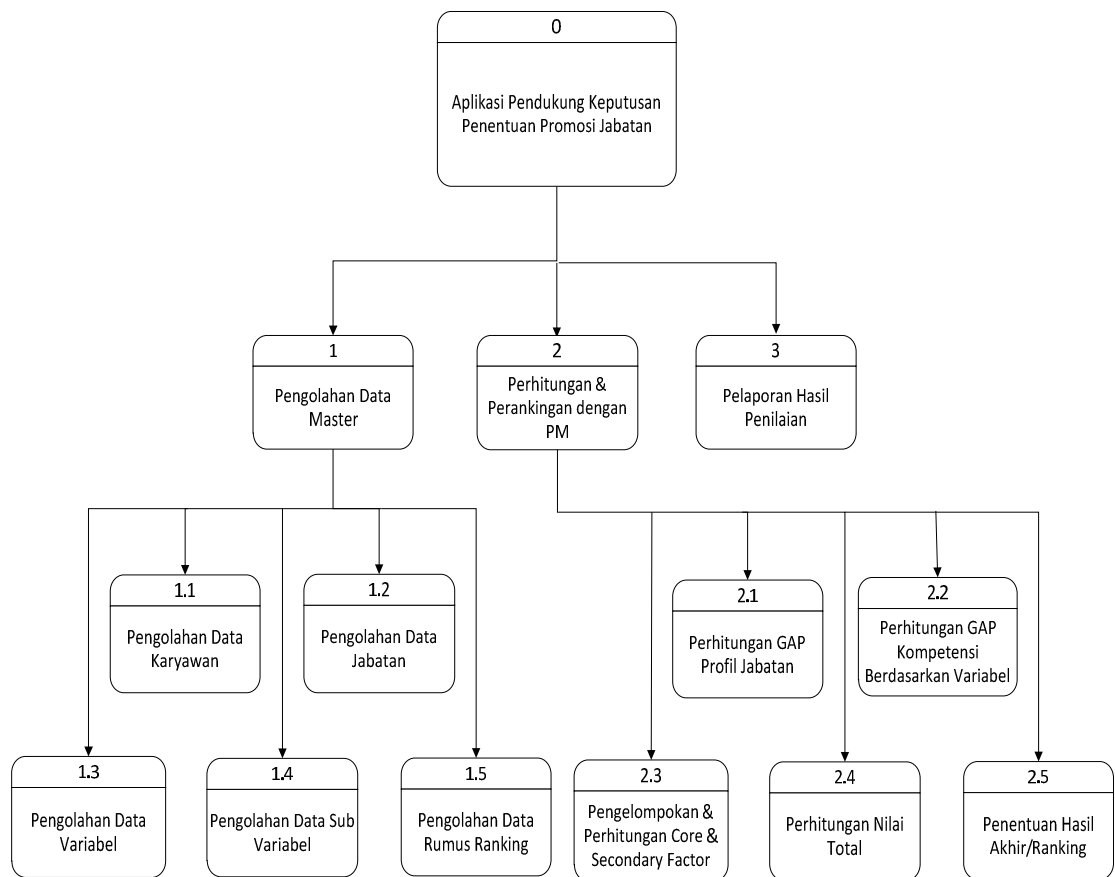 0
Aplikasi Pendukung Keputusan
Penentuan Promosi Jabatan
1
Pengolahan Data
Master
2
Perhitungan &
Perankingan dengan
PM
3
Pelaporan Hasil
Penilaian
1.1
Pengolahan Data
Karyawan
1.2
Pengolahan Data
Jabatan
2.1
Perhitungan GAP
Profil Jabatan
2.2
Perhitungan GAP
Kompetensi
Berdasarkan Variabel
1.3
Pengolahan Data
Variabel
1.4
Pengolahan Data Sub
Variabel
1.5
Pengolahan Data
Rumus Ranking
2.3
Pengelompokan &
Perhitungan Core &
Secondary Factor
2.4
Perhitungan Nilai
Total
2.5
Penentuan Hasil
Akhir/Ranking